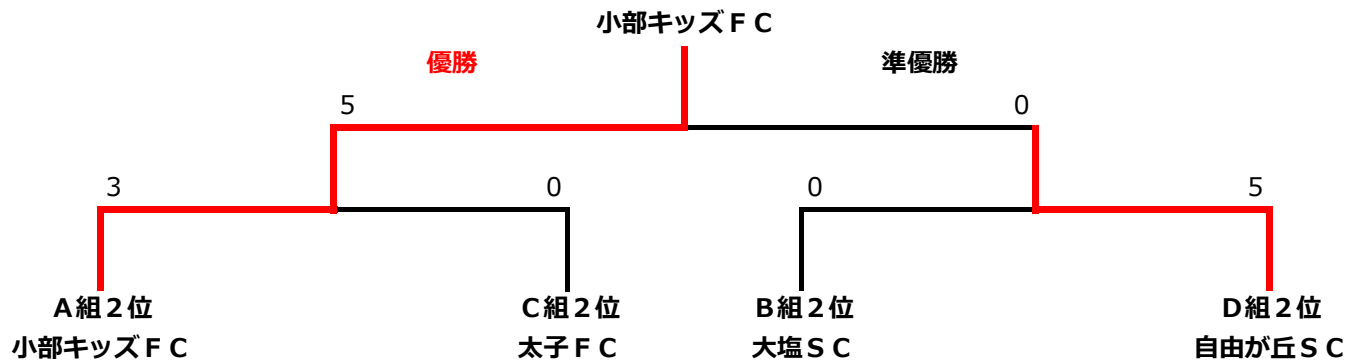 小部キッズＦＣ
優勝 準優勝
5 0
3 0 0 5
A組２位 C組２位 B組２位 D組２位
小部キッズＦＣ 太子ＦＣ 大塩ＳＣ 自由が丘ＳＣ